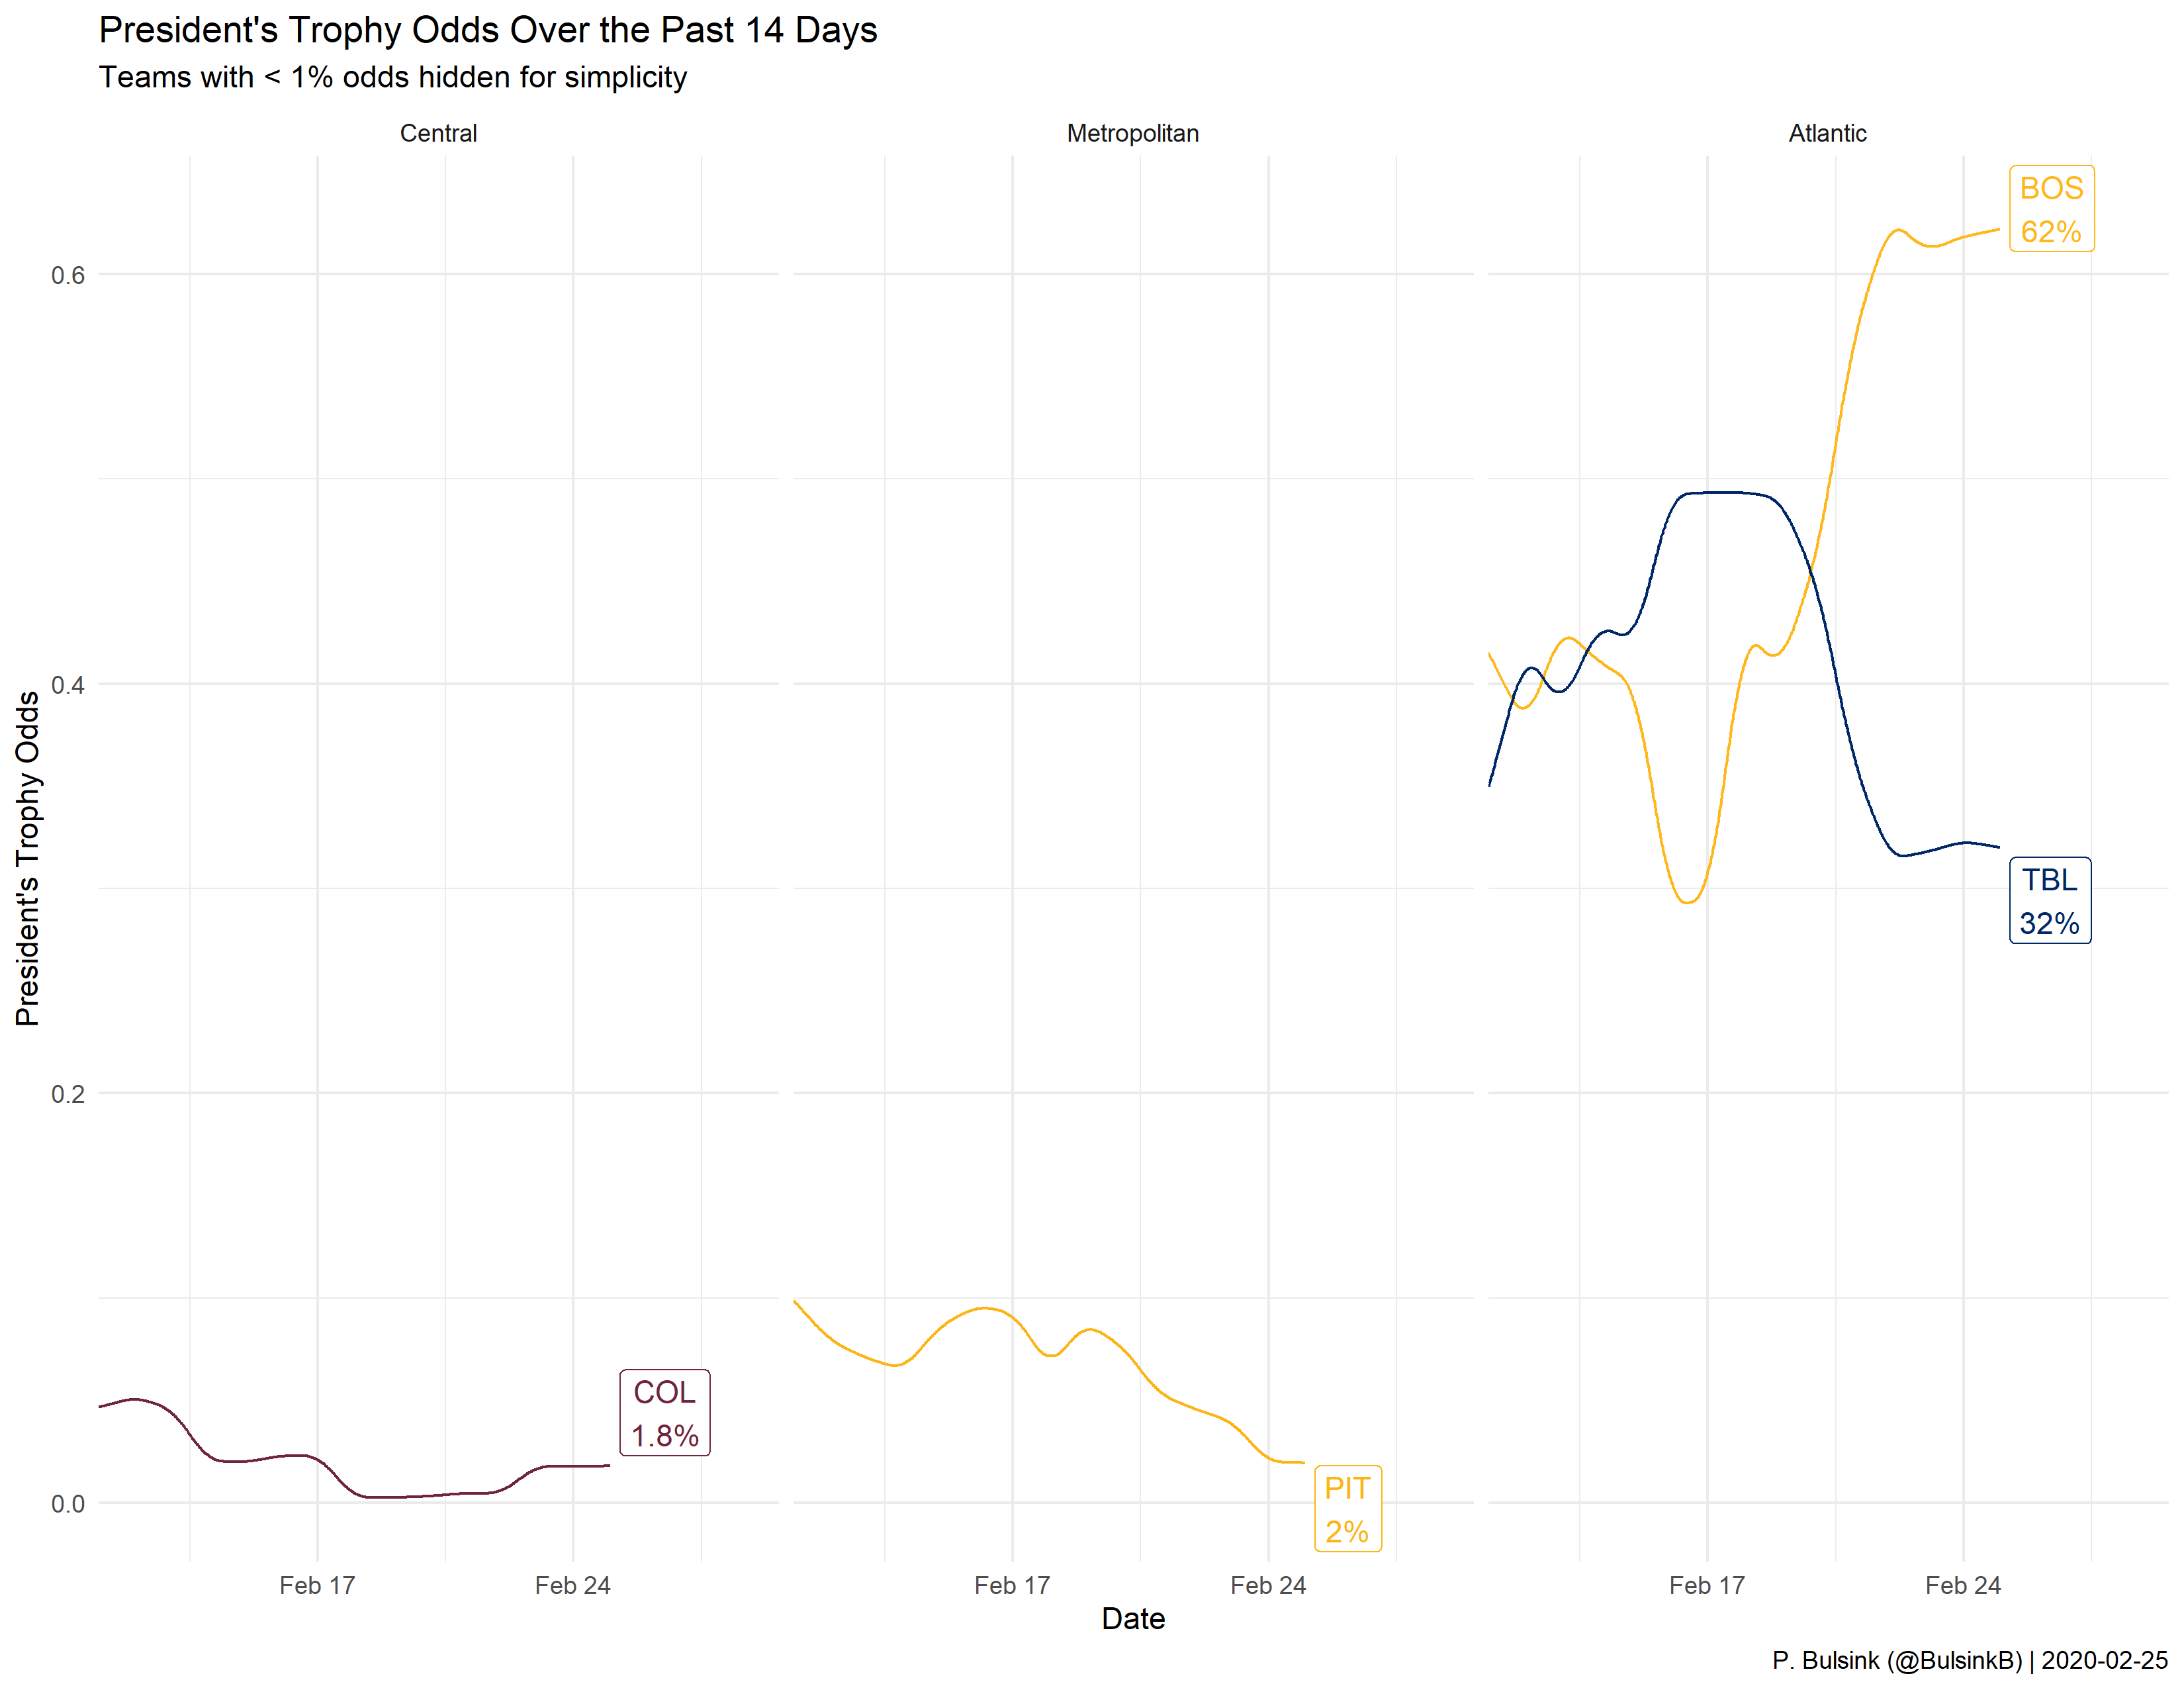 President's Trophy Odds Over the Past 14 Days
Teams with < 1% odds hidden for simplicity
Central
Metropolitan
Atlantic
President's Trophy Odds
0.6
0.4
0.2
0.0
COL
1.8%
PIT
2%
BOS
62%
TBL
32%
Feb 17
Feb 24
Feb 17
Feb 24
Feb 17
Feb 24
Date
P. Bulsink (@BulsinkB) | 2020-02-25